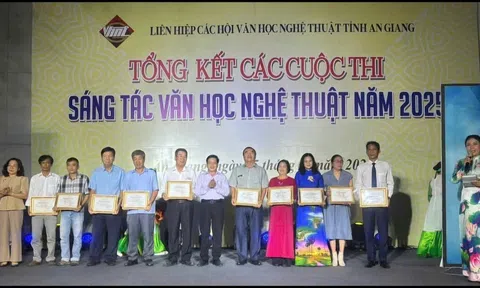 LIÊN HIỆP CÁC HỘI VĂN HỌC NGHỆ THUẬT TỈNH AN GIANG
TỔNG KẾT CÁC CUỘC THI
SÁNG TÁC VĂN HỌC NGHỆ THUẬT NĂM 2025
ngày